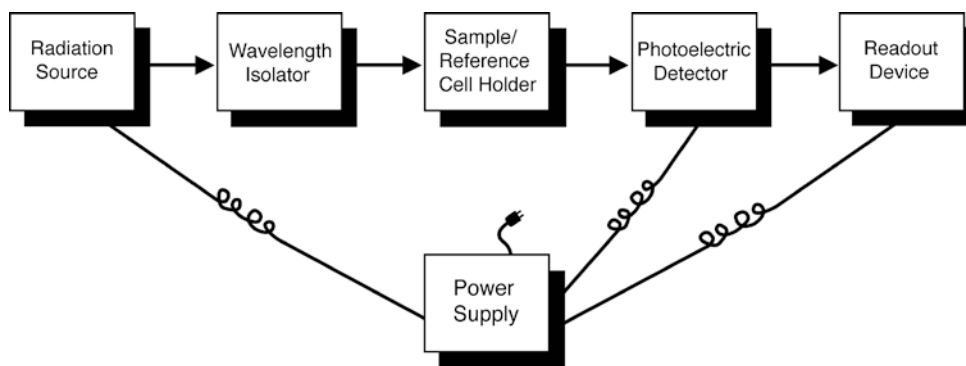 Radiation
Source
Wavelength
Isolator
Sample/
Reference
Cell Holder
Photoelectric
Detector
Readout
Device
Power
Supply